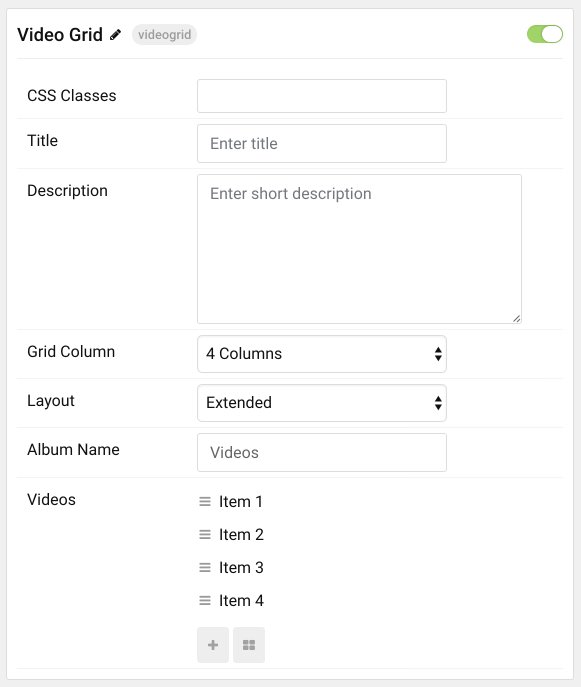 Video Grid videogrid
CSS Classes
Title Enter title
Description Enter short description
Grid Column 4 Columns
Layout Extended
Album Name Videos
Videos Item 1
Item 2
Item 3
Item 4